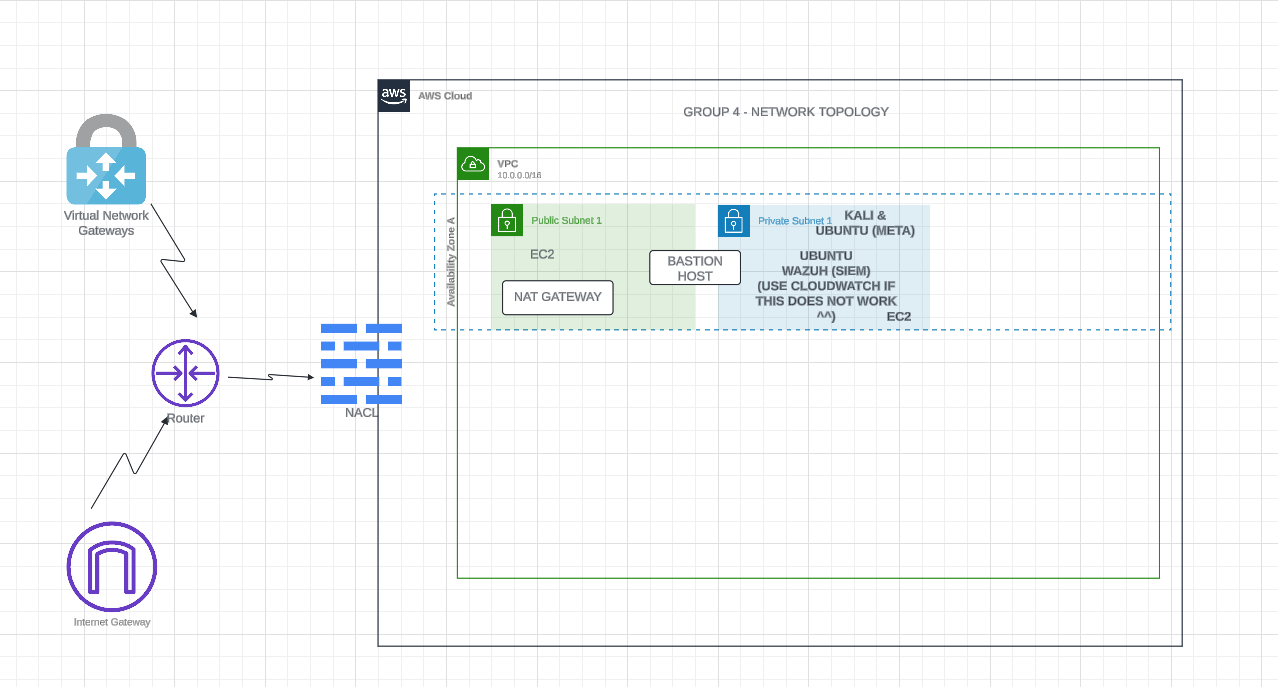 aws
AWS Cloud
GROUP 4 - NETWORK TOPOLOGY
VPC
10.0.0.0/16
Availability Zone A
Public Subnet 1
EC2
NAT GATEWAY
BASTION
HOST
Private Subnet 1
KALI &
UBUNTU (META)
UBUNTU
WAZUH (SIEM)
(USE CLOUDWATCH IF
THIS DOES NOT WORK
^^)
EC2
Virtual Network
Gateways
Router
NACL
Internet Gateway